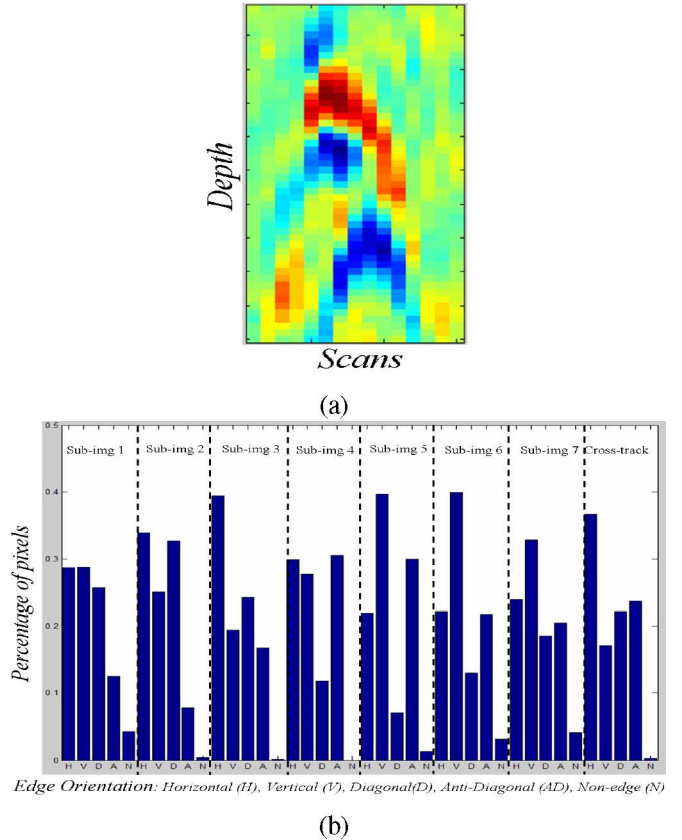 Depth
Scans
(a)
0.5
Sub-img 1 Sub-img 2 Sub-img 3 Sub-img 4 Sub-img 5 Sub-img 6 Sub-img 7 Cross-track
0.4
0.3
0.2
0.1
0
Percentage of pixels
H V D A N H V D A N H V D A N H V D A N H V D A N H V D A N H V D A N H V D A N
Edge Orientation: Horizontal (H), Vertical (V), Diagonal(D), Anti-Diagonal (AD), Non-edge (N)
(b)